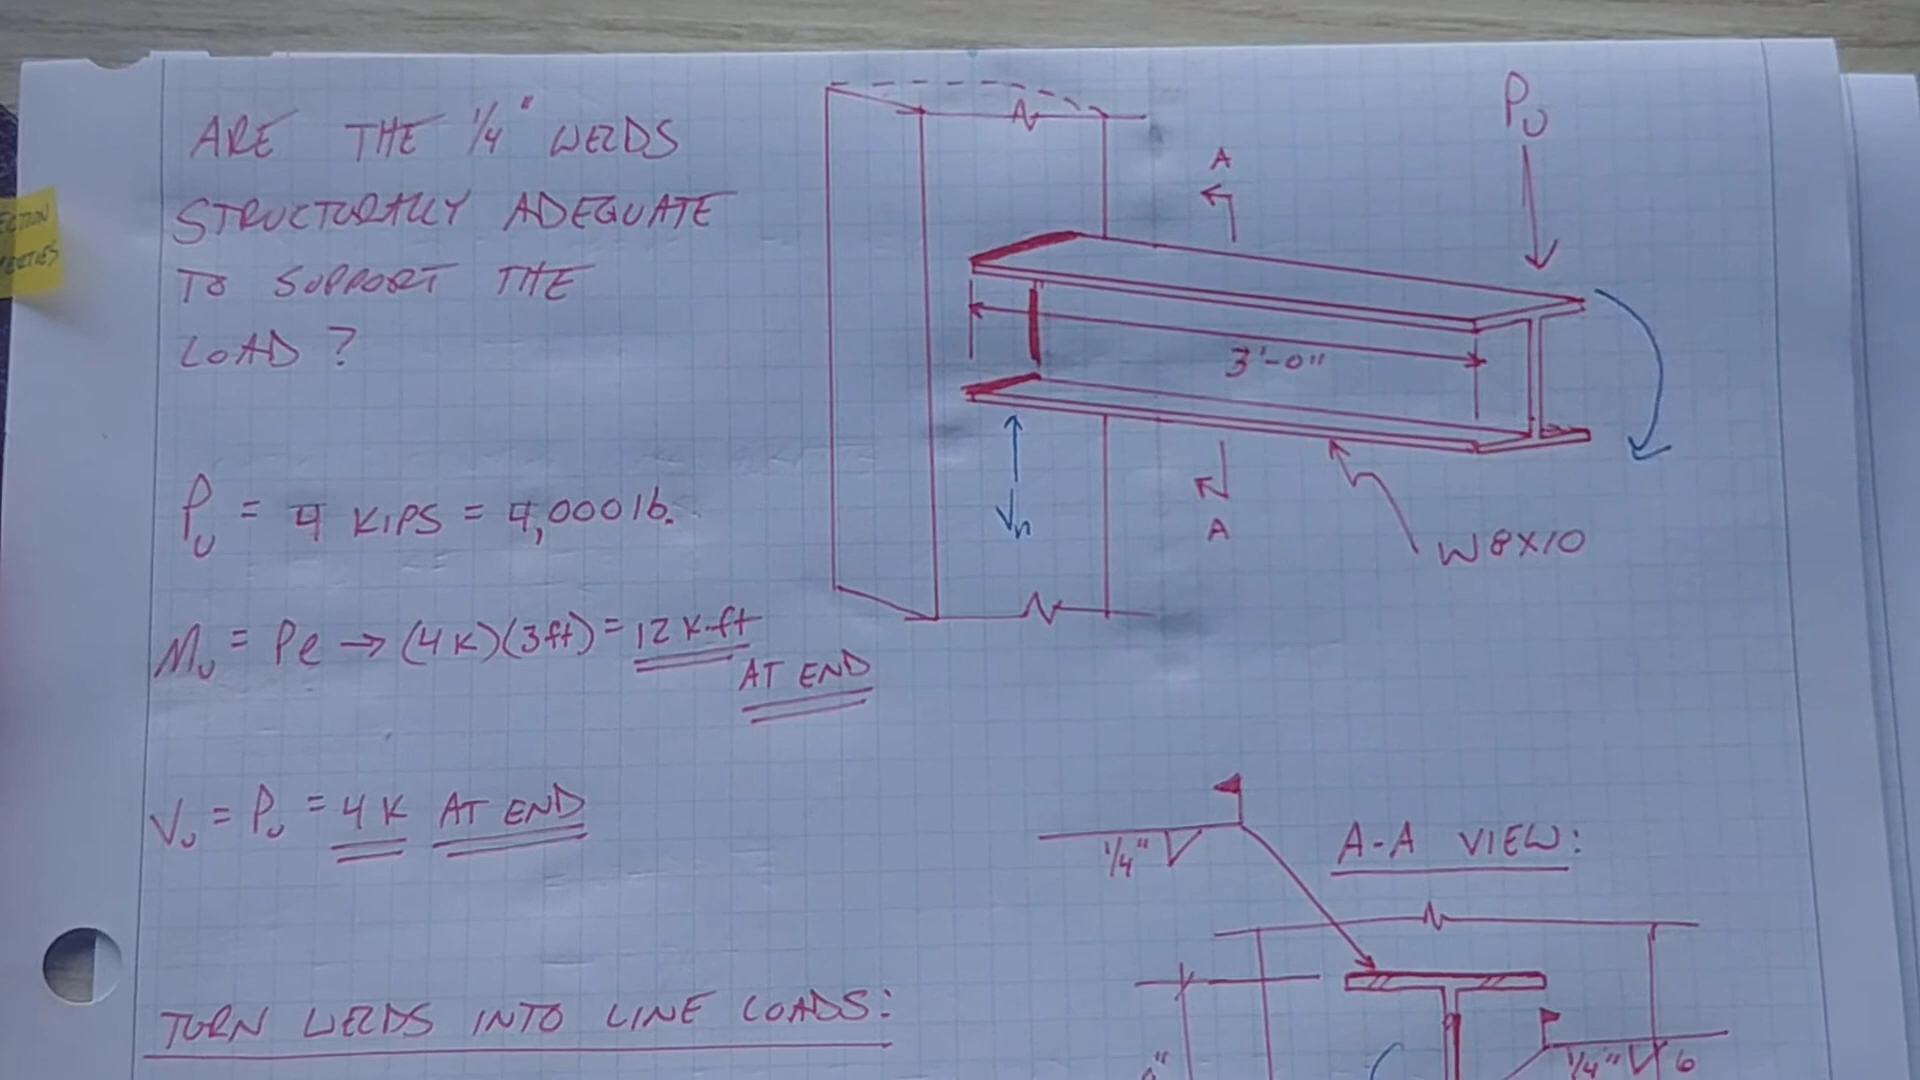 ARE THE 1/4" WELDS
STRUCTURALLY ADEQUATE
TO SUPPORT THE
LOAD?
Pu = 4 KIPS = 4,000 lb.
Mu = Pe → (4K)(3ft) = 12 K-ft
AT END
Vu = Pu = 4K AT END
TURN WELDS INTO LINE LOADS:
Pu
A
3'-0"
Vn
A
W8X10
1/4"
A-A VIEW:
1/4" 6